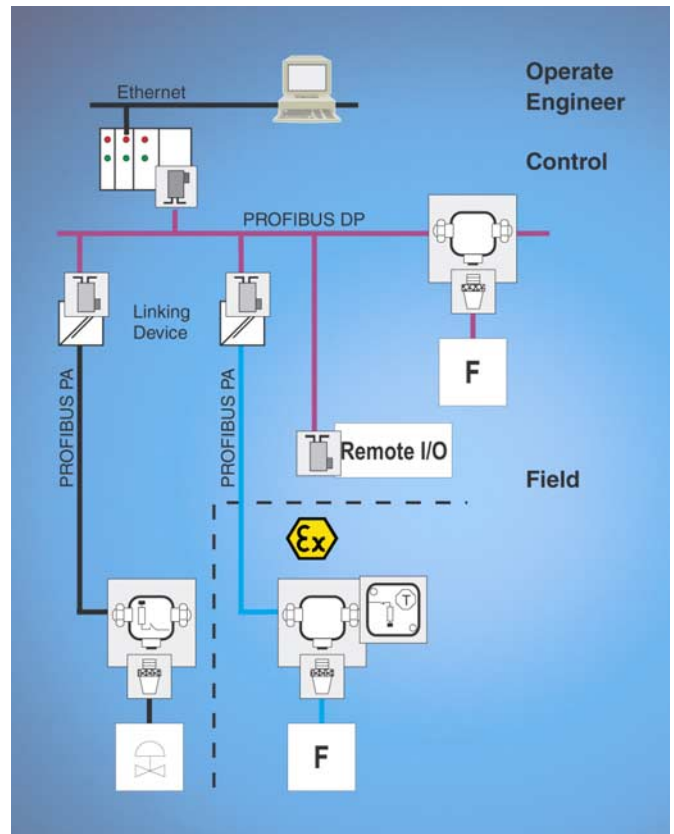 Operate
Engineer
Ethernet
Control
PROFIBUS DP
Linking
Device
PROFIBUS PA
PROFIBUS PA
F
Remote I/O
Field
Ex
T
F